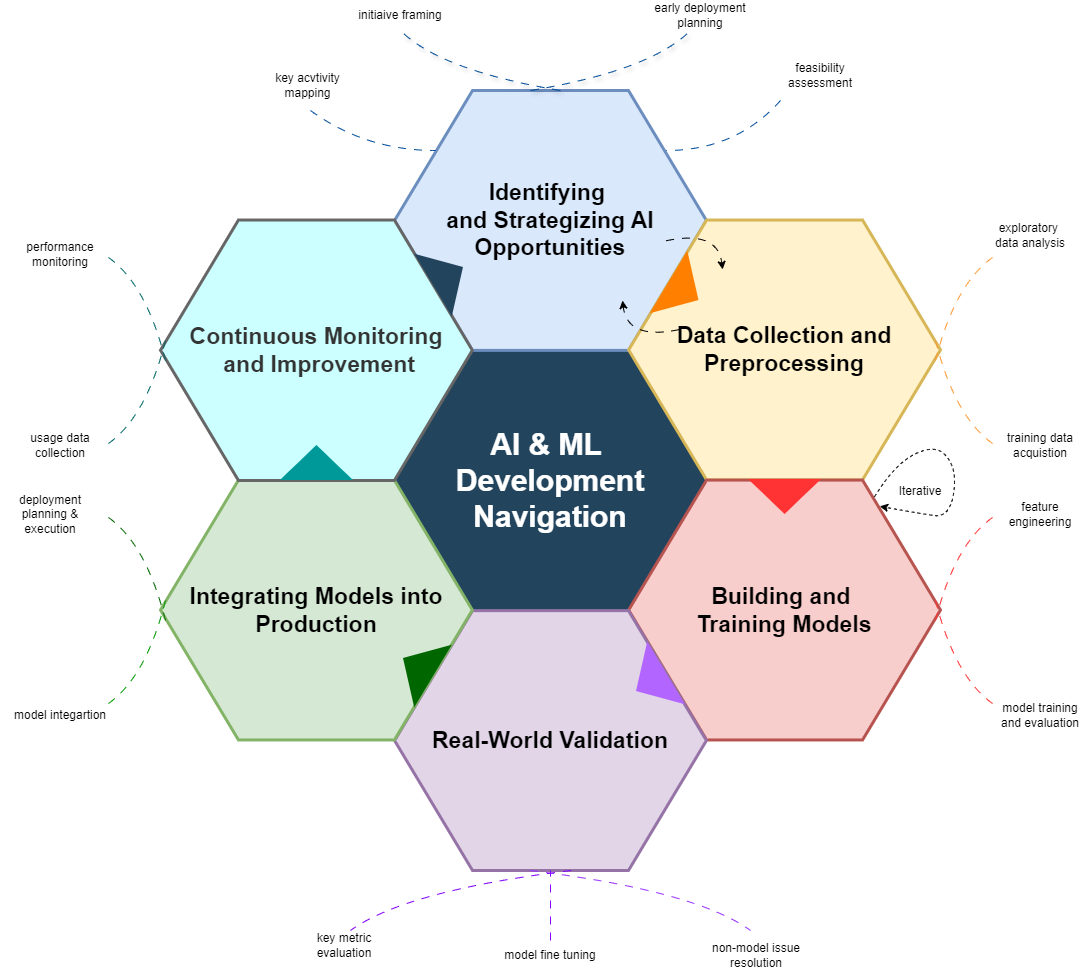 initiaive framing
early deployment
planning
key acvtivity
mapping
feasibility
assessment
Identifying
and Strategizing AI
Opportunities
performance
monitoring
exploratory
data analysis
Continuous Monitoring
and Improvement
Data Collection and
Preprocessing
usage data
collection
training data
acquistion
AI & ML
Development
Navigation
deployment
planning &
execution
Iterative
feature
engineering
Integrating Models into
Production
Building and
Training Models
model integartion
model training
and evaluation
Real-World Validation
key metric
evaluation
model fine tuning
non-model issue
resolution